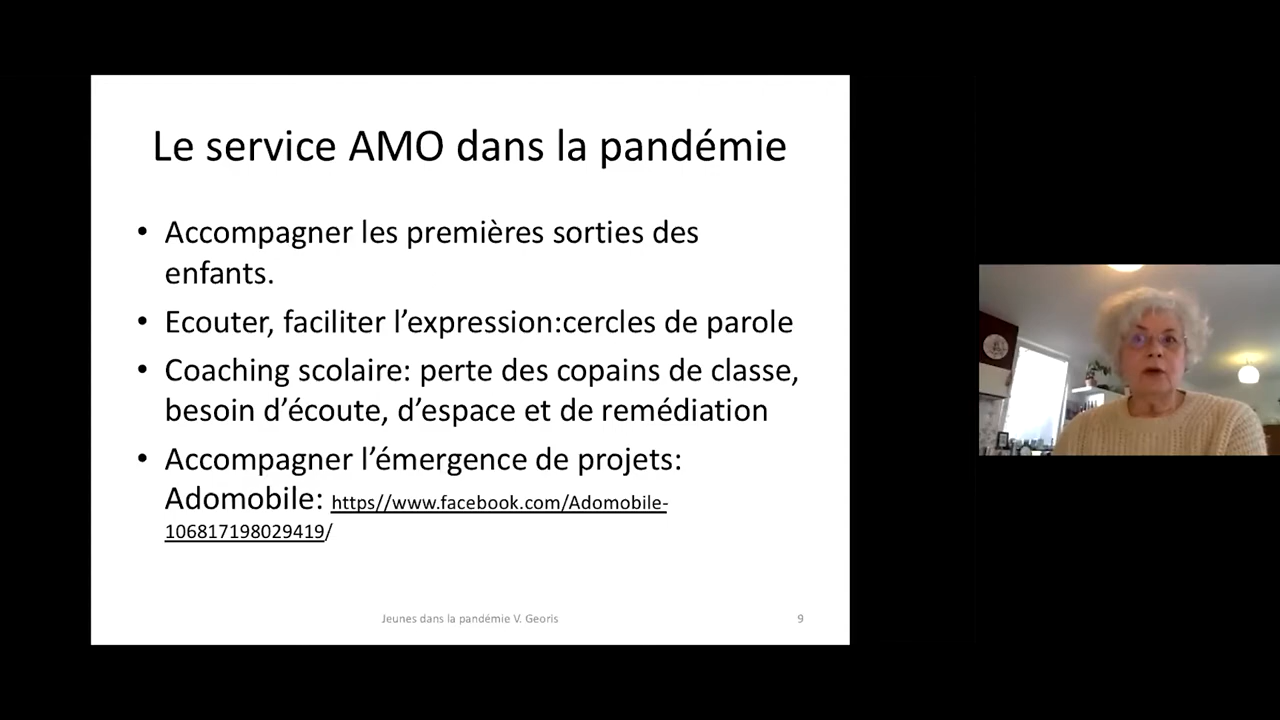 Le service AMO dans la pandémie
• Accompagner les premières sorties des
enfants.
• Ecouter, faciliter l’expression:cercles de parole
• Coaching scolaire: perte des copains de classe,
besoin d’écoute, d’espace et de remédiation
• Accompagner l’émergence de projets:
Adomobile: https//www.facebook.com/Adomobile-
106817198029419/
Jeunes dans la pandémie V. Georis
9